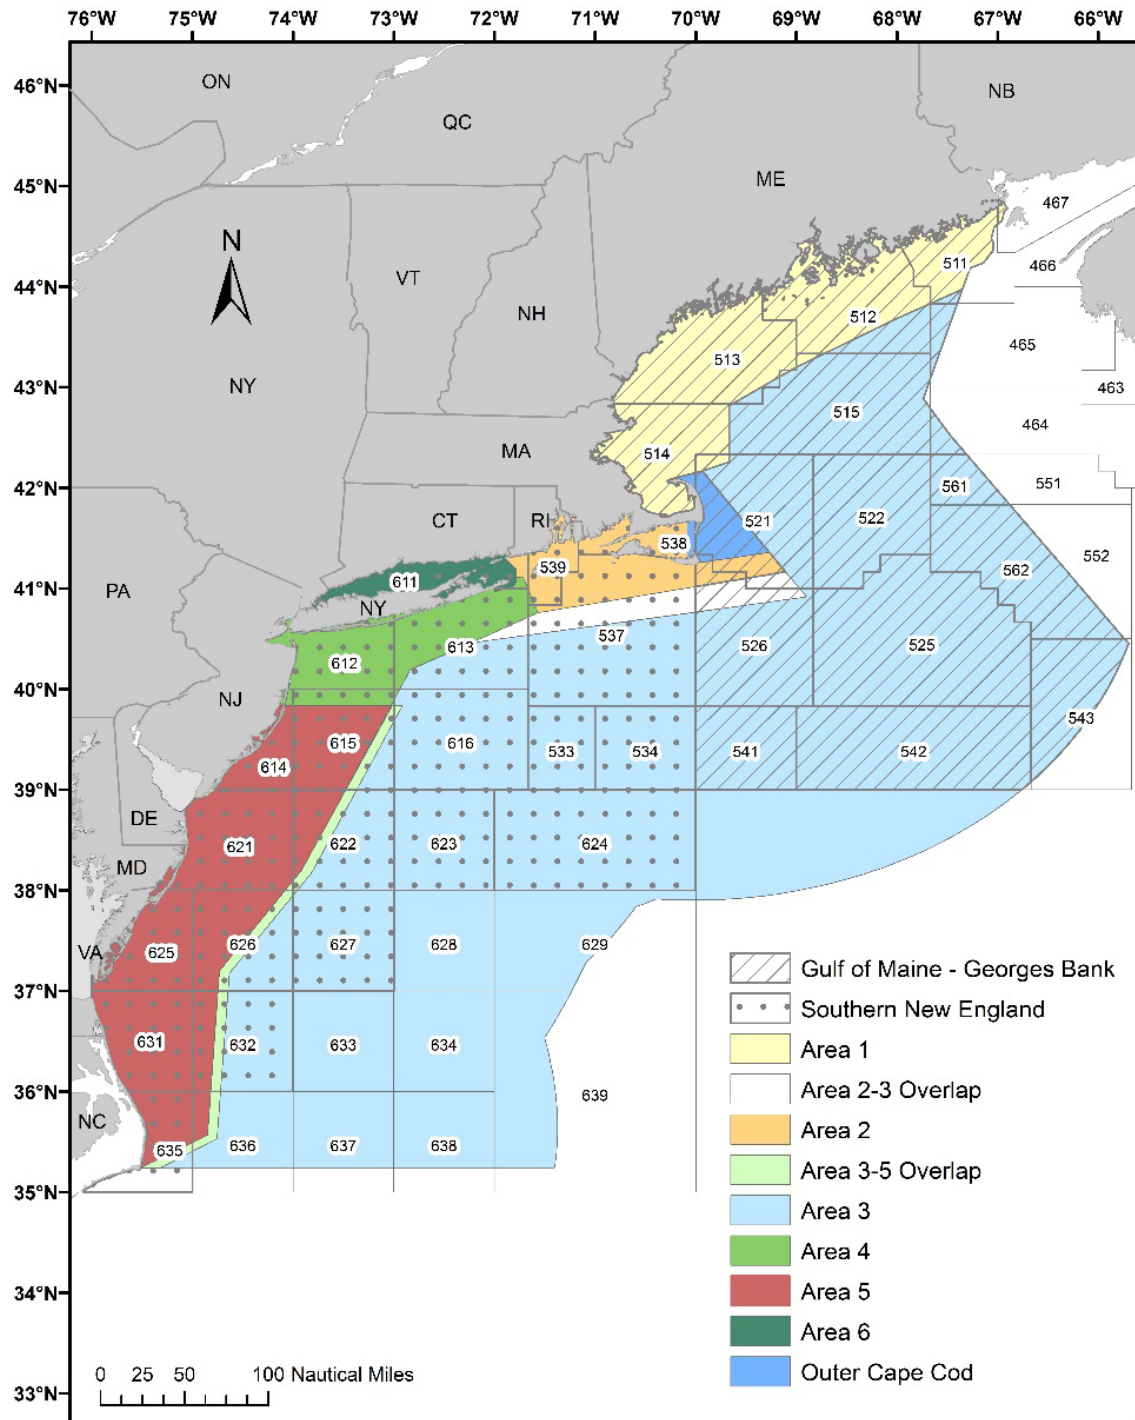 76°W 75°W 74°W 73°W 72°W 71°W 70°W 69°W 68°W 67°W 66°W
46°N
ON
NB
QC
45°N
ME
467
N
511
466
44°N
VT
512
NH
465
513
43°N
NY
463
515
464
MA
514
42°N
561
551
CT
RI
521
522
538
552
539
611
562
41°N
PA
NY
537
613
526
525
612
40°N
NJ
543
615
616
533
534
541
542
614
39°N
DE
621
622
623
624
MD
38°N
VA
625
626
627
628
629
Gulf of Maine - Georges Bank
37°N
Southern New England
631
632
633
634
Area 1
36°N
NC
639
Area 2-3 Overlap
Area 2
635
636
637
638
Area 3-5 Overlap
35°N
Area 3
Area 4
34°N
Area 5
Area 6
0 25 50 100 Nautical Miles
Outer Cape Cod
33°N